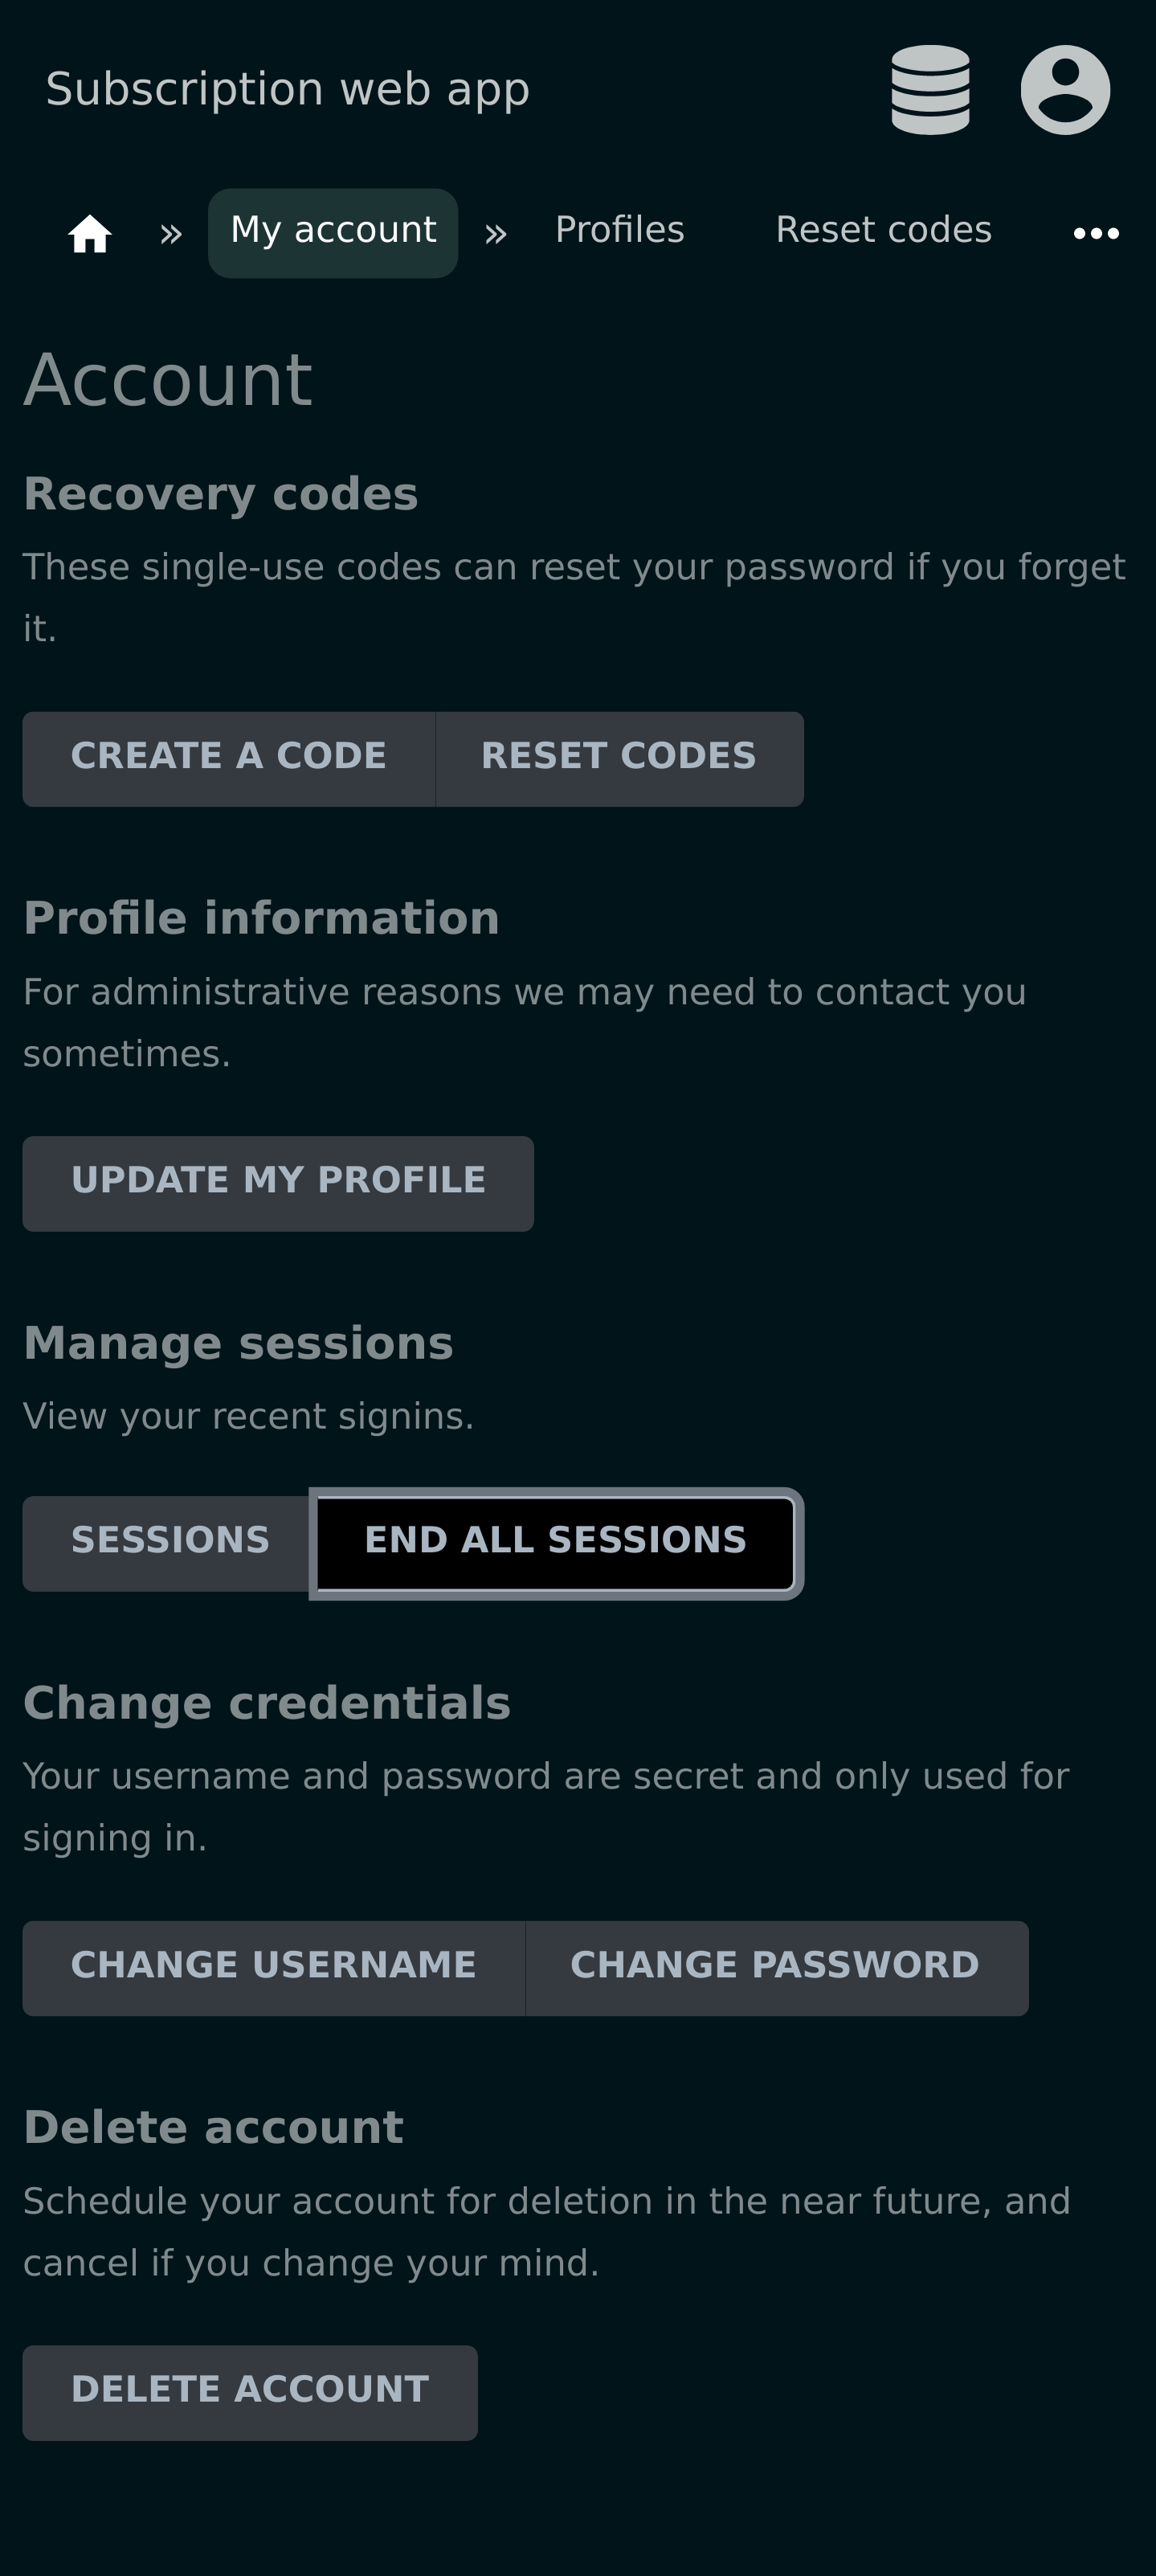 Subscription web app
» My account » Profiles Reset codes •••
Account
Recovery codes
These single-use codes can reset your password if you forget
it.
CREATE A CODE RESET CODES
Profile information
For administrative reasons we may need to contact you
sometimes.
UPDATE MY PROFILE
Manage sessions
View your recent signins.
SESSIONS END ALL SESSIONS
Change credentials
Your username and password are secret and only used for
signing in.
CHANGE USERNAME CHANGE PASSWORD
Delete account
Schedule your account for deletion in the near future, and
cancel if you change your mind.
DELETE ACCOUNT